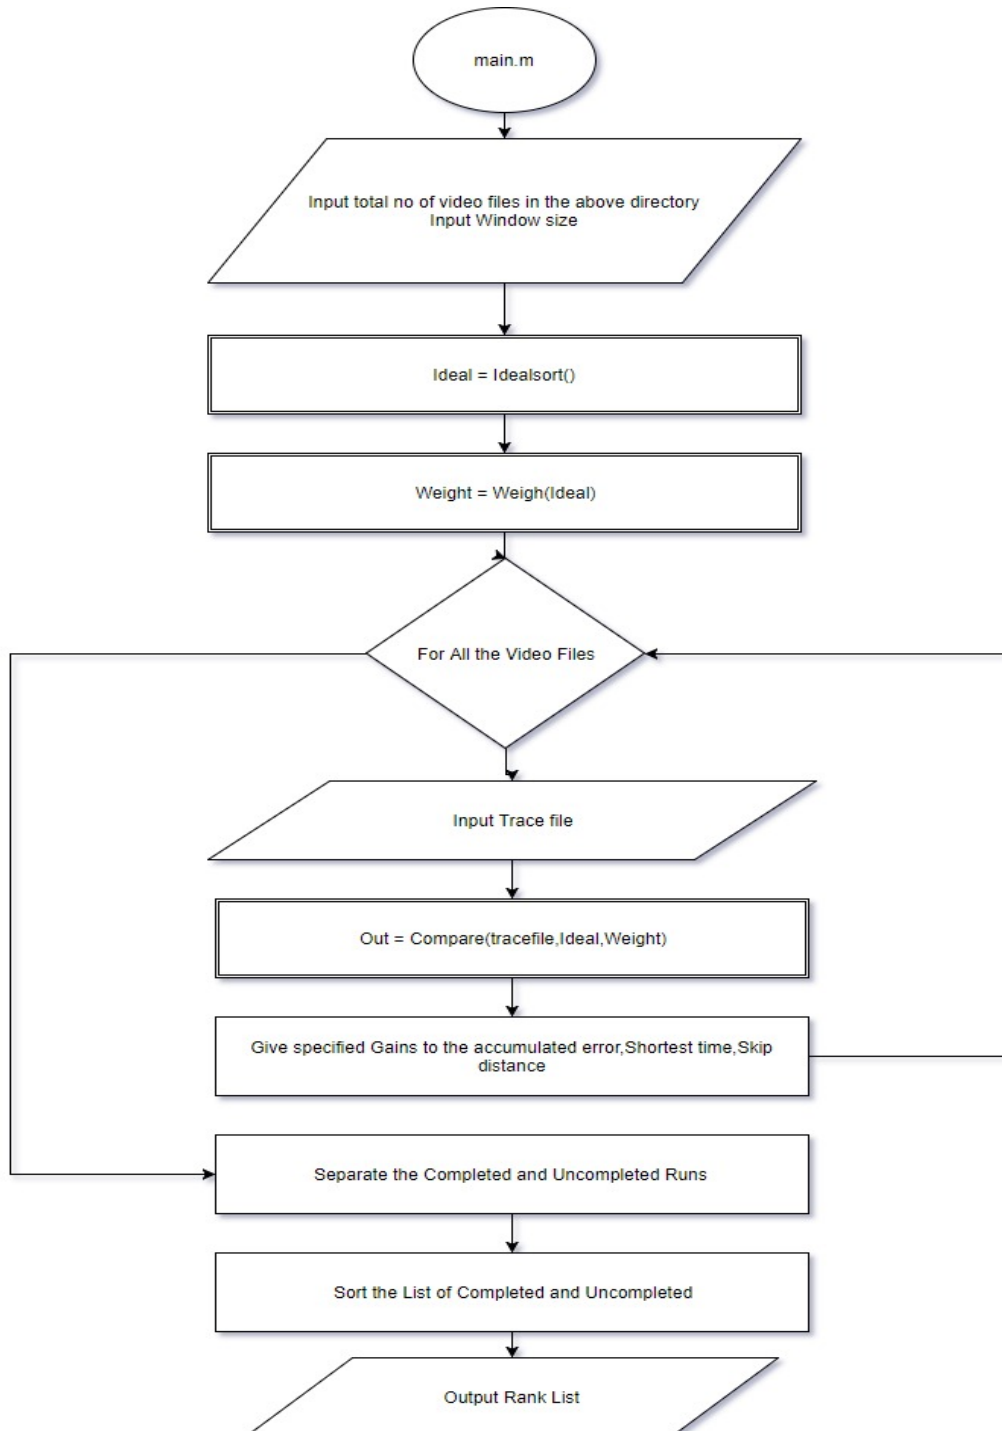 main.m
Input total no of video files in the above directory
Input Window size
Ideal = Idealsort()
Weight = Weigh(Ideal)
For All the Video Files
Input Trace file
Out = Compare(tracefile,Ideal,Weight)
Give specified Gains to the accumulated error,Shortest time,Skip
distance
Separate the Completed and Uncompleted Runs
Sort the List of Completed and Uncompleted
Output Rank List